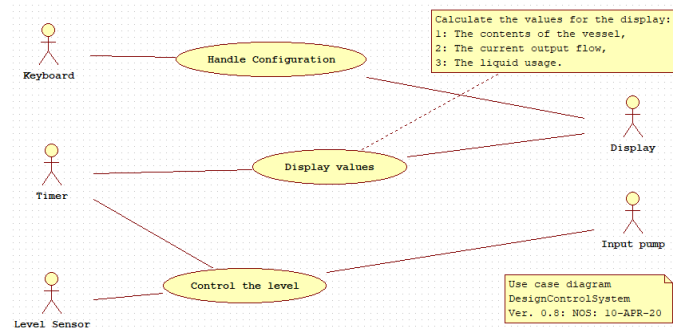 Calculate the values for the display:
1: The contents of the vessel,
2: The current output flow,
3: The liquid usage.
Keyboard
Handle Configuration
Display
Timer
Display values
Input pump
Level Sensor
Control the level
Use case diagram
DesignControlSystem
Ver. 0.8: NOS: 10-APR-20